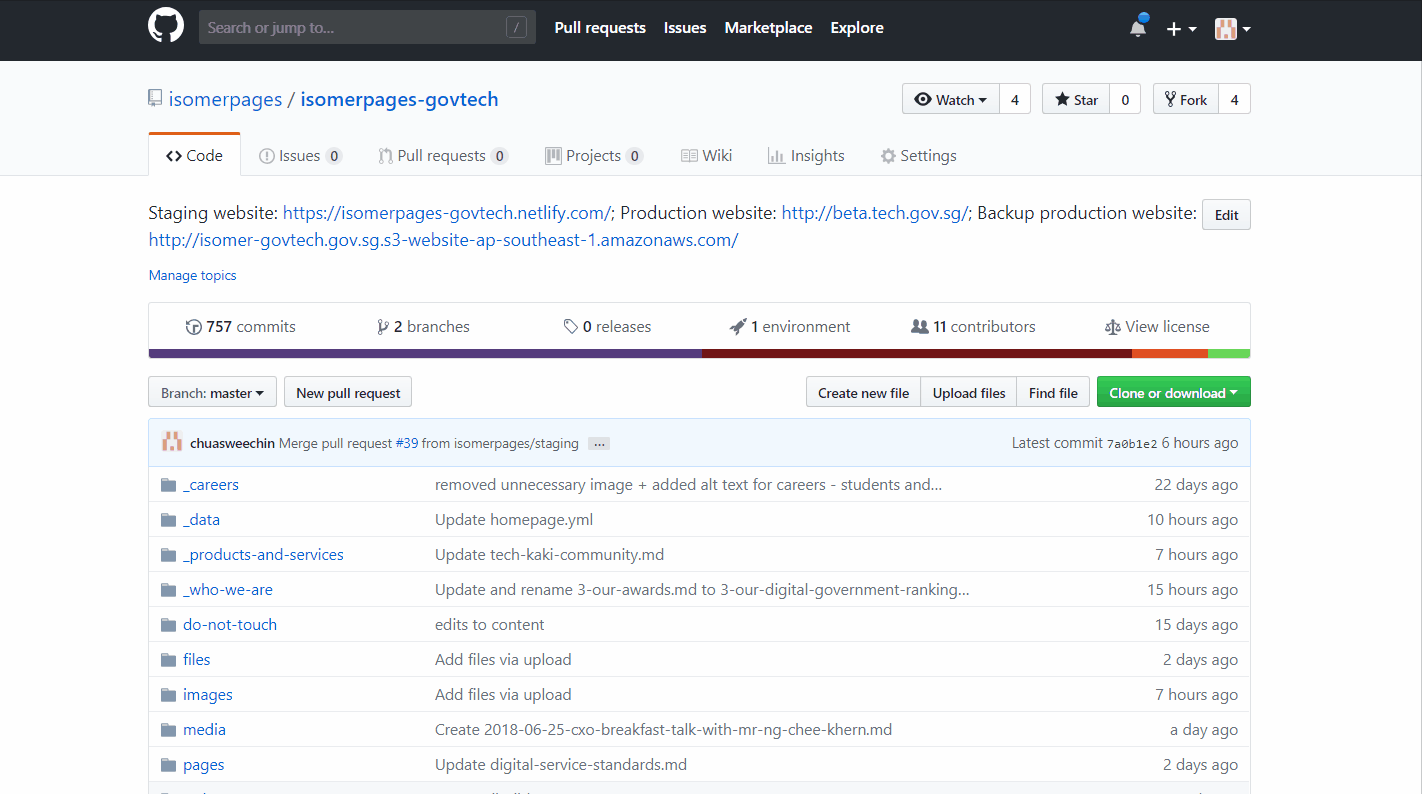 Search or jump to... /
Pull requests Issues Marketplace Explore
isomerpages / isomerpages-govtech
Watch 4 Star 0 Fork 4
Code Issues 0 Pull requests 0 Projects 0 Wiki Insights Settings
Staging website: https://isomerpages-govtech.netlify.com/; Production website: http://beta.tech.gov.sg/; Backup production website: Edit
http://isomer-govtech.gov.sg.s3-website-ap-southeast-1.amazonaws.com/
Manage topics
757 commits 2 branches 0 releases 1 environment 11 contributors View license
Branch: master New pull request Create new file Upload files Find file Clone or download
chuasweechin Merge pull request #39 from isomerpages/staging ... Latest commit 7a0b1e2 6 hours ago
_careers removed unnecessary image + added alt text for careers - students and... 22 days ago
_data Update homepage.yml 10 hours ago
_products-and-services Update tech-kaki-community.md 7 hours ago
_who-we-are Update and rename 3-our-awards.md to 3-our-digital-government-ranking... 15 hours ago
do-not-touch edits to content 15 days ago
files Add files via upload 2 days ago
images Add files via upload 7 hours ago
media Create 2018-06-25-cxo-breakfast-talk-with-mr-ng-chee-khern.md a day ago
pages Update digital-service-standards.md 2 days ago